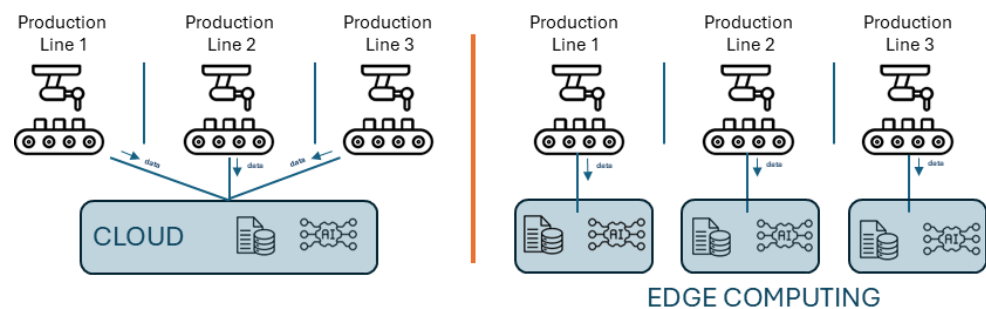 Production
Line 1
Production
Line 2
Production
Line 3
data
data
data
CLOUD
AI
Production
Line 1
Production
Line 2
Production
Line 3
data
data
data
AI
AI
AI
EDGE COMPUTING